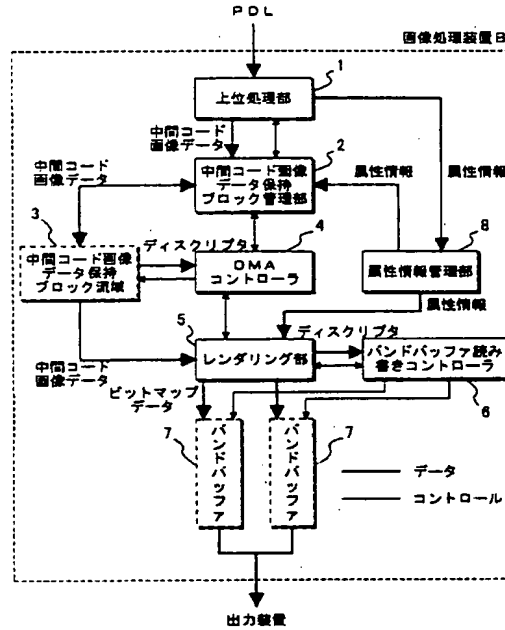 PDL
画像処理装置B
1
上位処理部
中間コード
画像データ
2
中間コード画像
データ保持
ブロック管理部
属性情報
属性情報
中間コード
画像データ
3
中間コード画像
データ保持
ブロック流域
ディスクリプタ
4
DMA
コントローラ
8
属性情報管理部
属性情報
5
レンダリング部
ディスクリプタ
バンドバッファ読み
書きコントローラ
6
中間コード
画像データ
ビットマップ
データ
7
バンドバッファ
バンドバッファ
7
データ
コントロール
出力装置